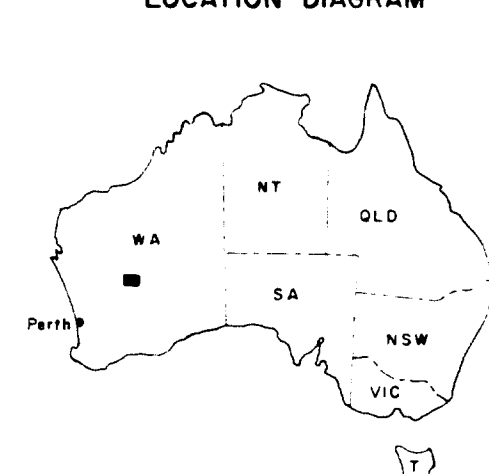 LOCATION DIAGRAM
NT
QLD
WA
SA
Perth
NSW
VIC
T